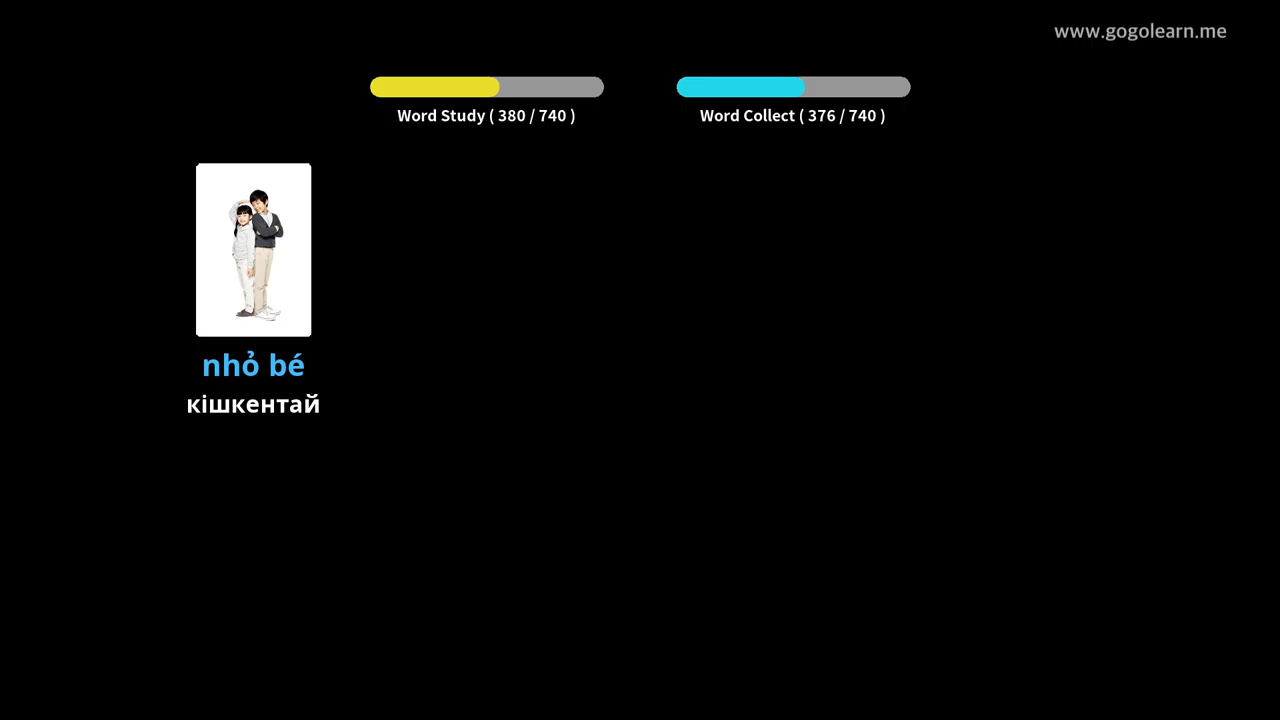 www.gogolearn.me
Word Study ( 380 / 740 )
Word Collect ( 376 / 740 )
nhỏ bé
кішкентай